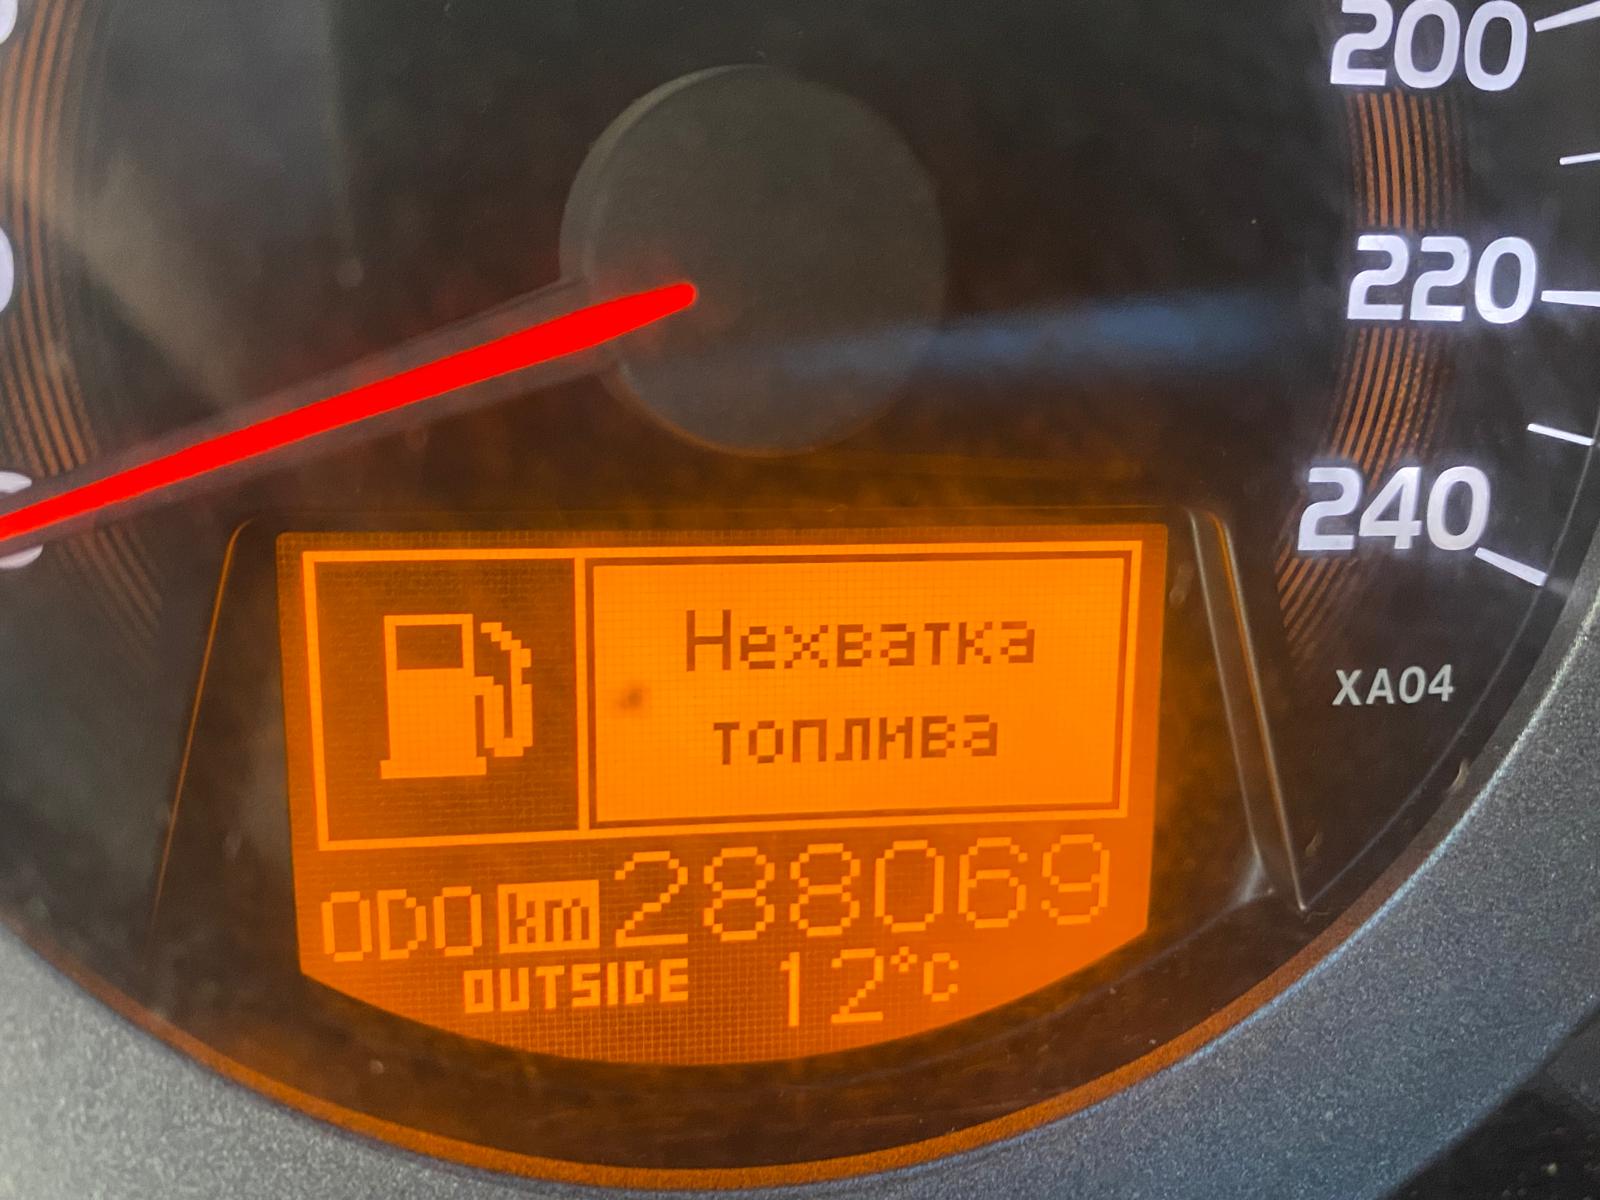 200
220
240
XA04
Нехватка
топлива
ODO km 288069
OUTSIDE 12°C